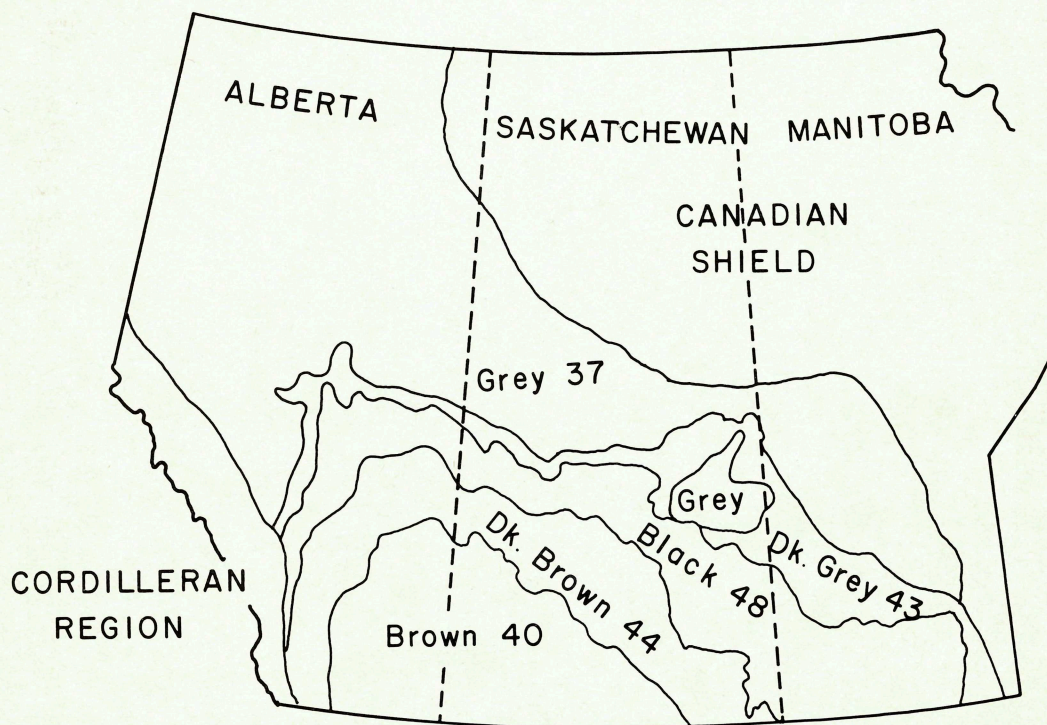 ALBERTA
SASKATCHEWAN
MANITOBA
CANADIAN
SHIELD
Grey 37
Grey
Dk. Brown 44
Black 48
Dk. Grey 43
CORDILLERAN
REGION
Brown 40